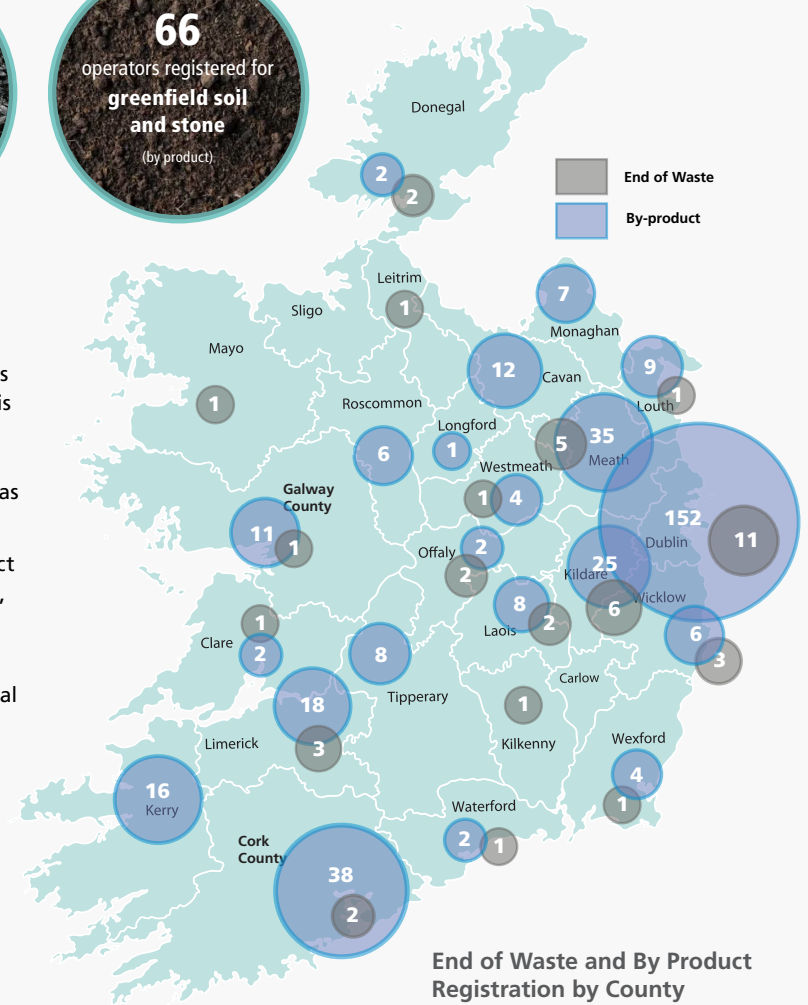 66
operators registered for
greenfield soil
and stone
(by product)
End of Waste
By-product
Donegal
2
2
Leitrim
1
Sligo
Mayo
1
7
Monaghan
12
Cavan
9
1
Louth
Roscommon
6
Longford
1
5
35
Meath
Westmeath
1
4
Galway
County
11
1
152
Dublin
11
Offaly
2
2
25
Kildare
6
Wicklow
6
3
8
Laois
2
Clare
1
2
8
Tipperary
Carlow
18
Limerick
3
1
Kilkenny
Wexford
4
1
16
Kerry
Waterford
2
1
Cork
County
38
2
s
is
as
ct
,
al
End of Waste and By Product
Registration by County